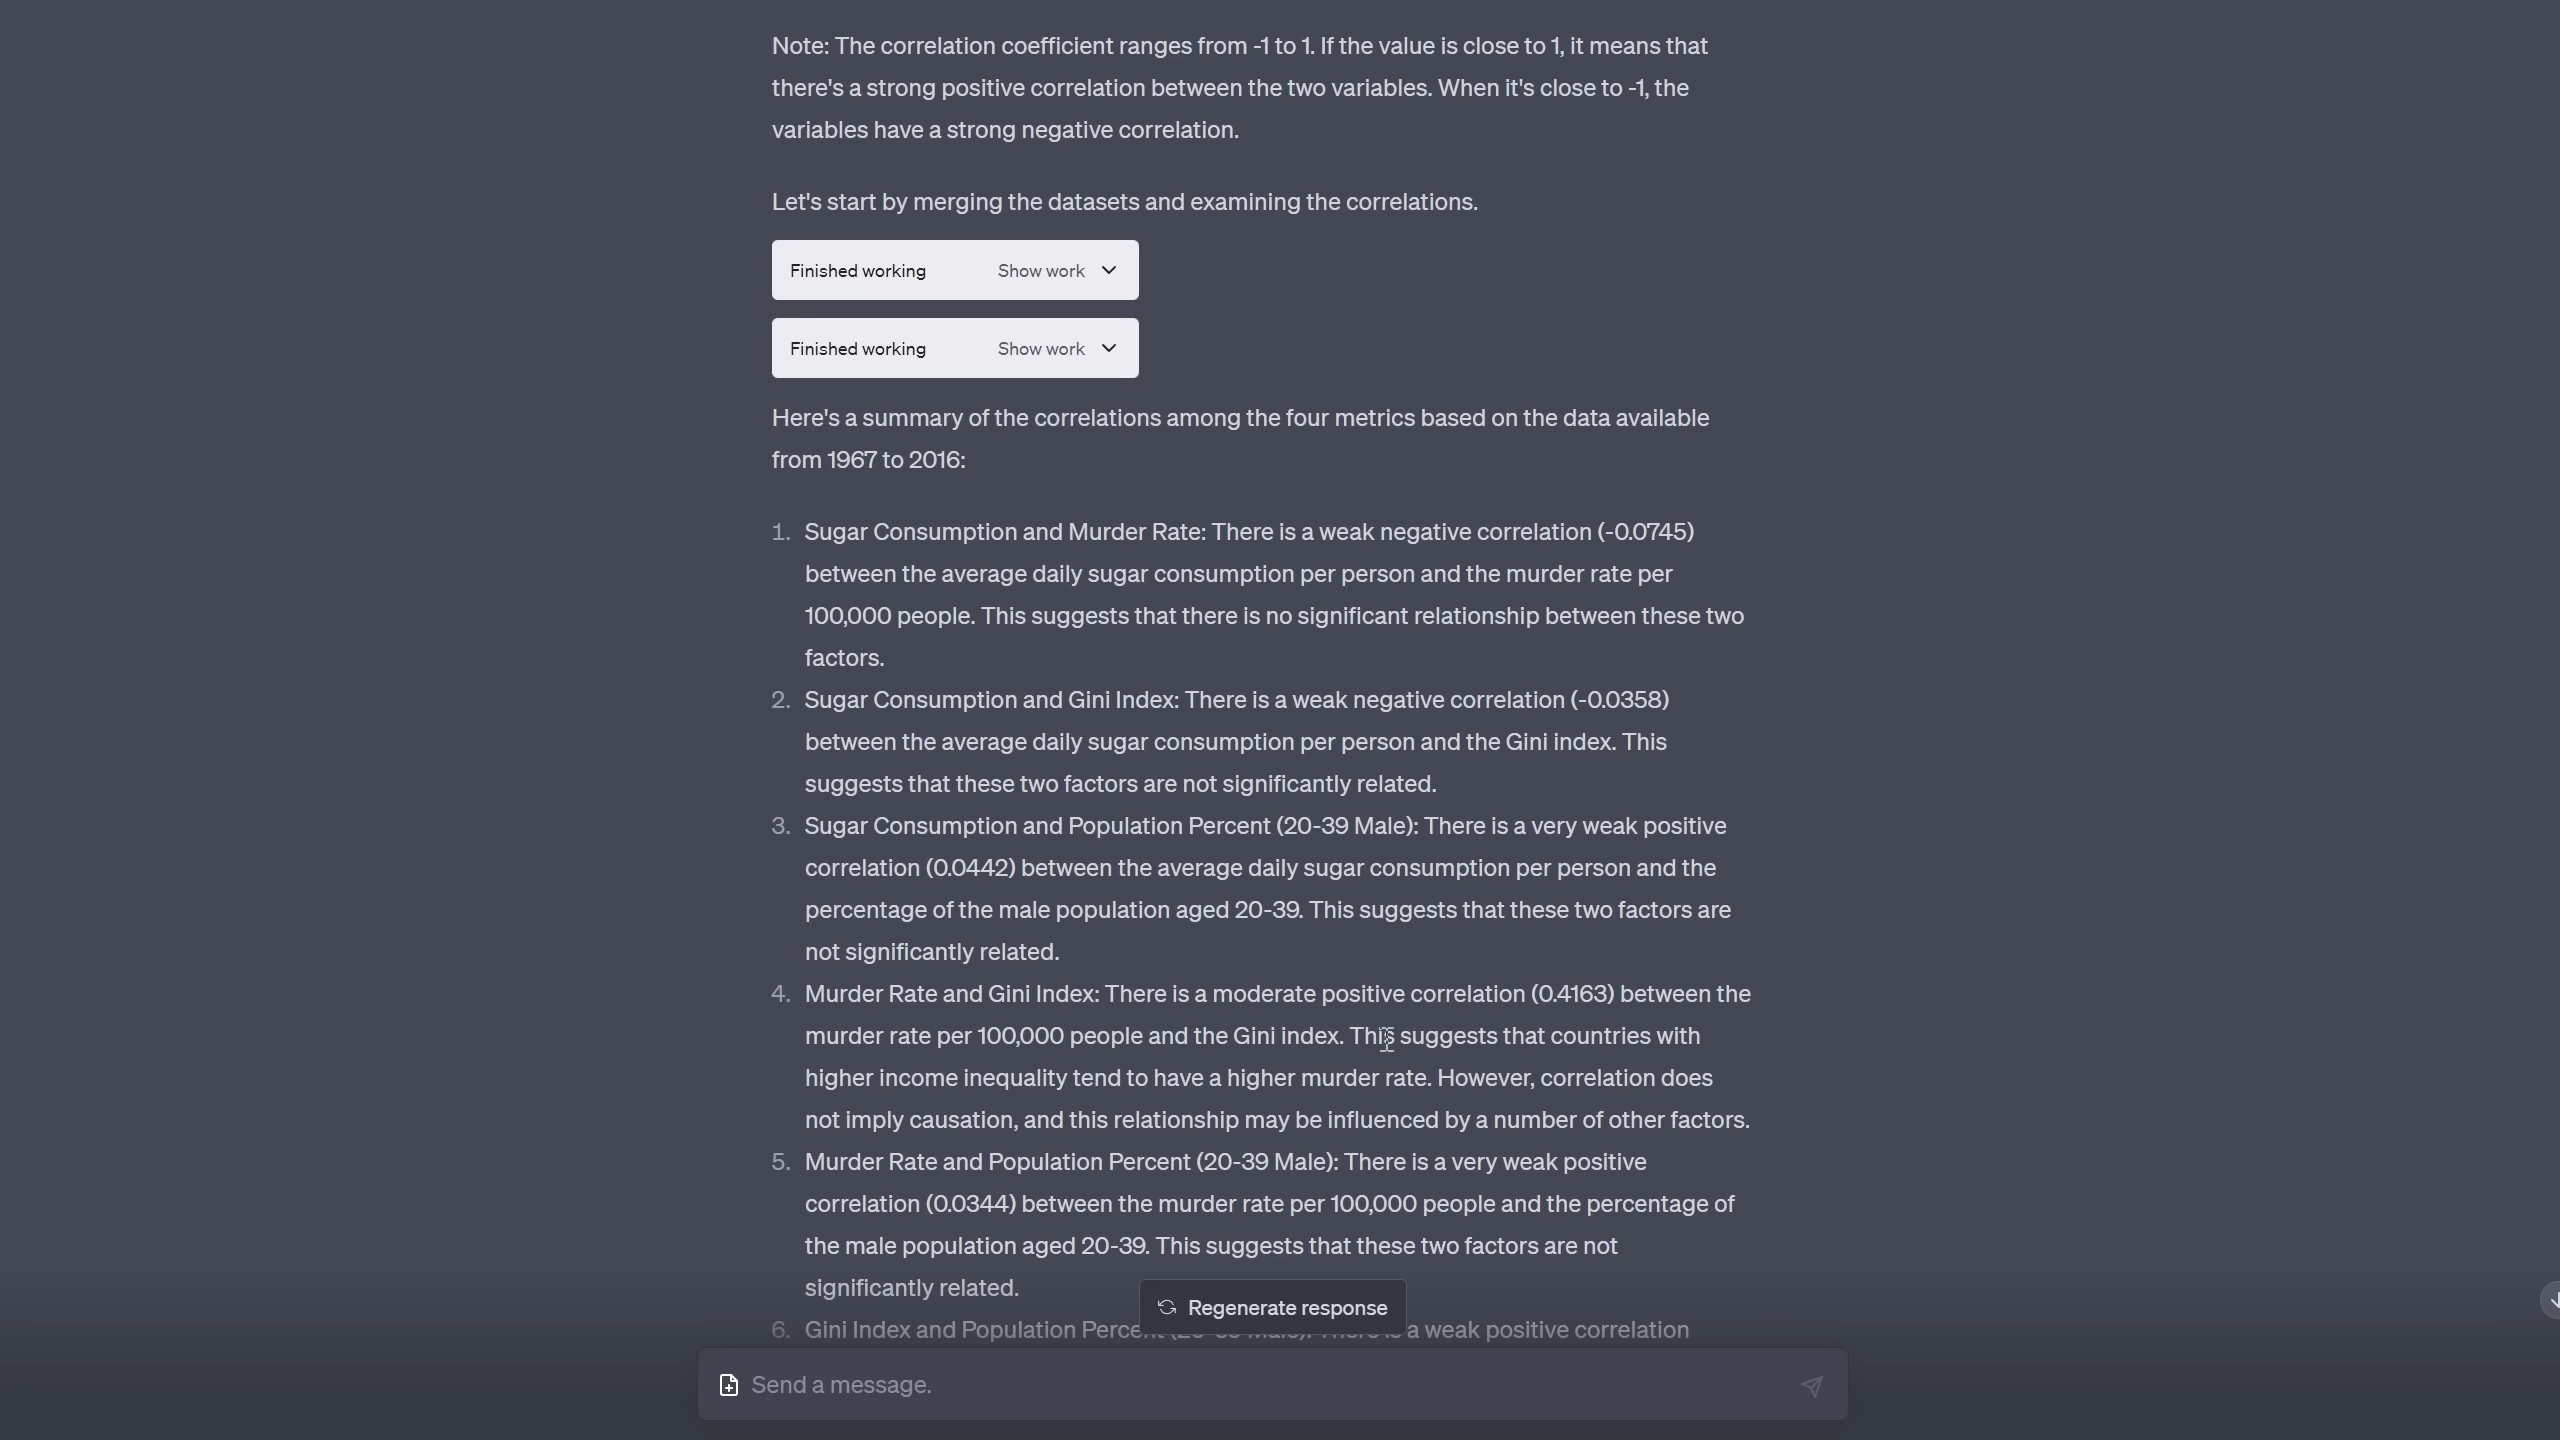 Note: The correlation coefficient ranges from -1 to 1. If the value is close to 1, it means that
there's a strong positive correlation between the two variables. When it's close to -1, the
variables have a strong negative correlation.
Let's start by merging the datasets and examining the correlations.
Finished working Show work
Finished working Show work
Here's a summary of the correlations among the four metrics based on the data available
from 1967 to 2016:
1. Sugar Consumption and Murder Rate: There is a weak negative correlation (-0.0745)
between the average daily sugar consumption per person and the murder rate per
100,000 people. This suggests that there is no significant relationship between these two
factors.
2. Sugar Consumption and Gini Index: There is a weak negative correlation (-0.0358)
between the average daily sugar consumption per person and the Gini index. This
suggests that these two factors are not significantly related.
3. Sugar Consumption and Population Percent (20-39 Male): There is a very weak positive
correlation (0.0442) between the average daily sugar consumption per person and the
percentage of the male population aged 20-39. This suggests that these two factors are
not significantly related.
4. Murder Rate and Gini Index: There is a moderate positive correlation (0.4163) between the
murder rate per 100,000 people and the Gini index. This suggests that countries with
higher income inequality tend to have a higher murder rate. However, correlation does
not imply causation, and this relationship may be influenced by a number of other factors.
5. Murder Rate and Population Percent (20-39 Male): There is a very weak positive
correlation (0.0344) between the murder rate per 100,000 people and the percentage of
the male population aged 20-39. This suggests that these two factors are not
significantly related.
Regenerate response
6. Gini Index and Population Percent (20-39 Male): There is a weak positive correlation
Send a message.